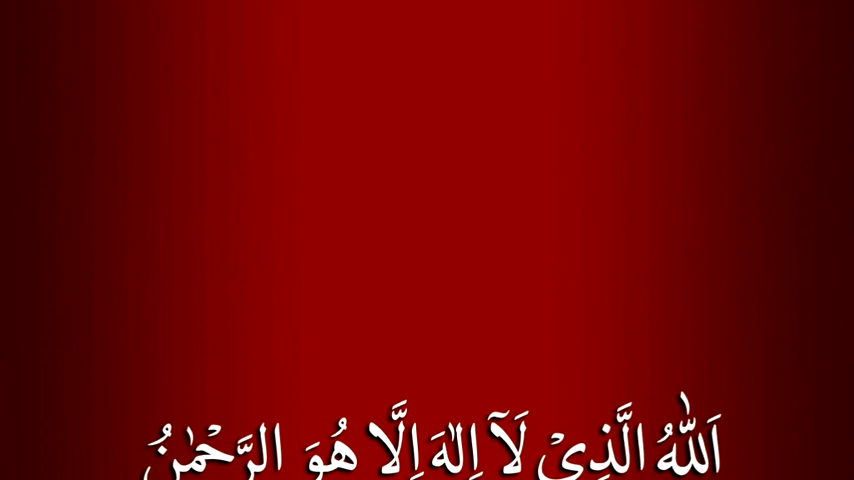 اَللّٰهُ الَّذِىْ لَآ اِلٰهَ اِلَّا هُوَ الرَّحْمٰنُ